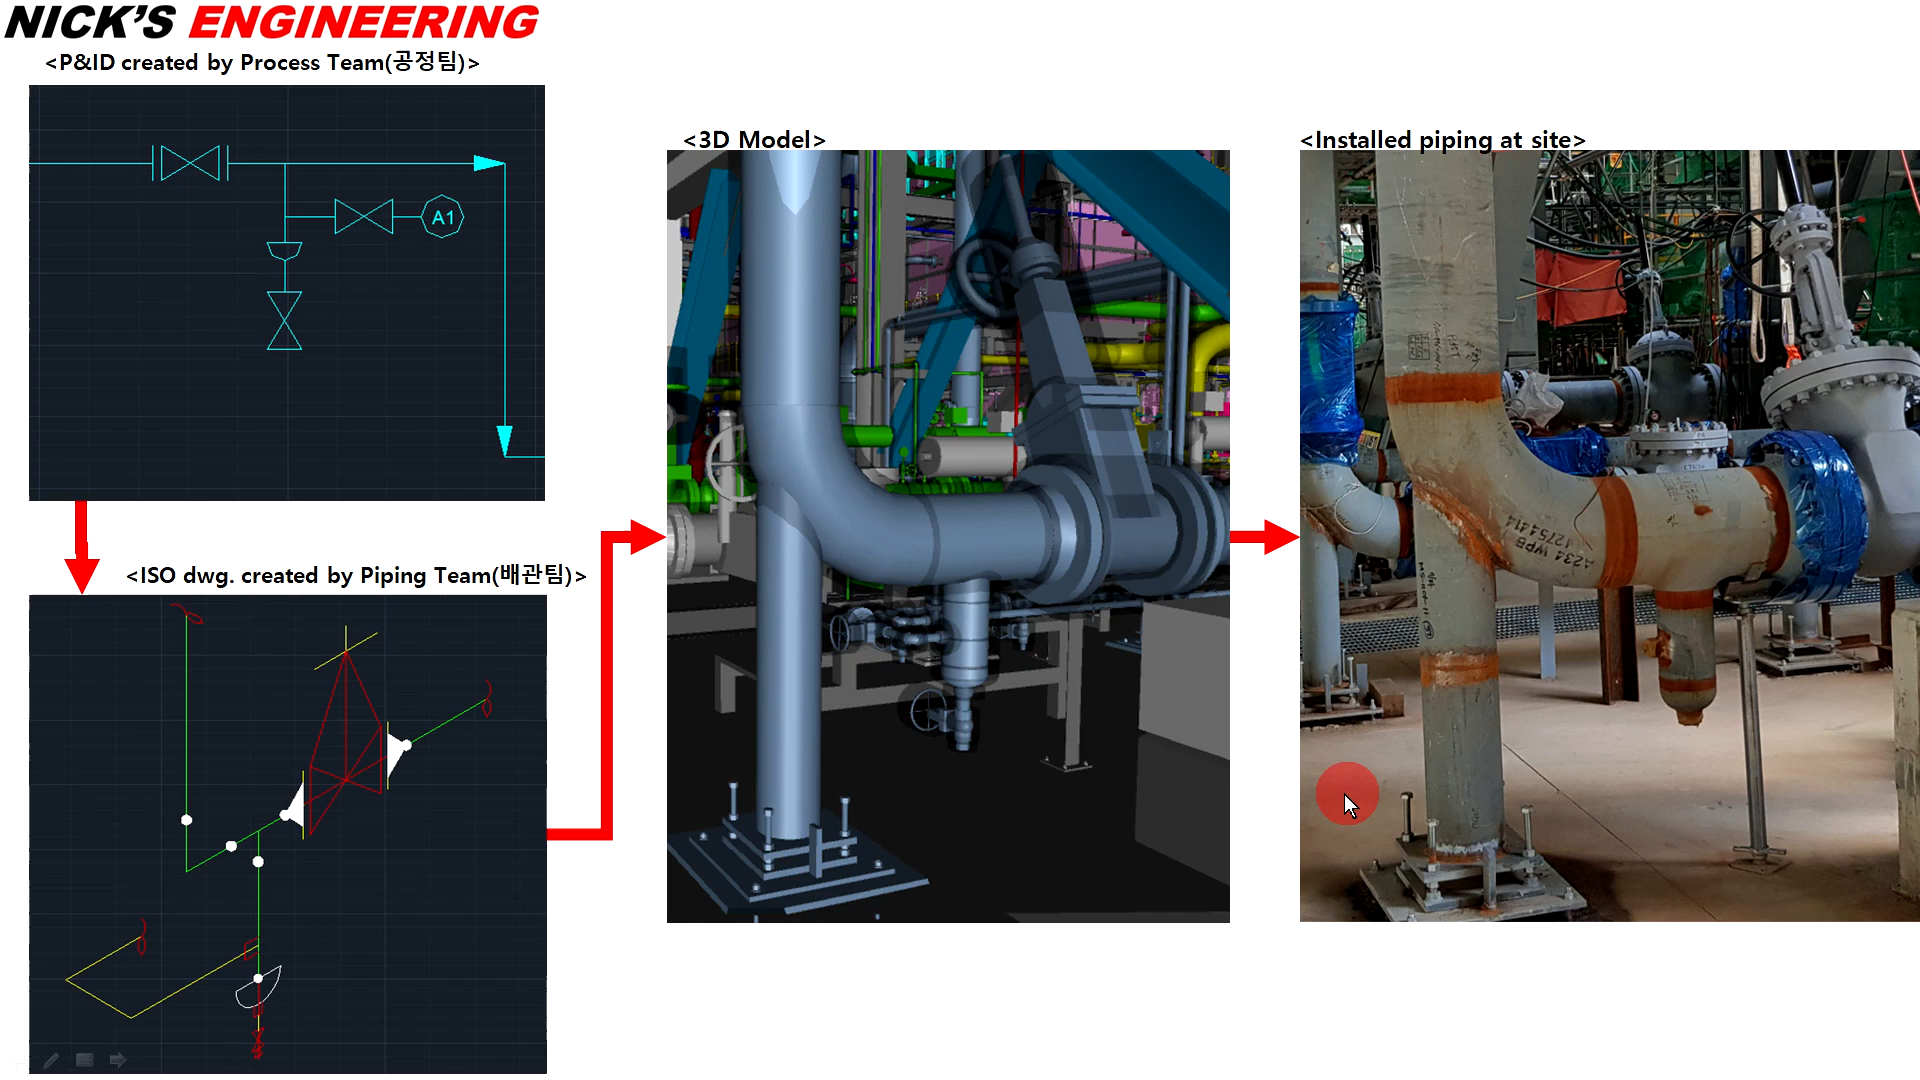 NICK'S ENGINEERING
<P&ID created by Process Team(공정팀)>
A1
<3D Model>
<Installed piping at site>
<ISO dwg. created by Piping Team(배관팀)>
A234 WPB
12754414